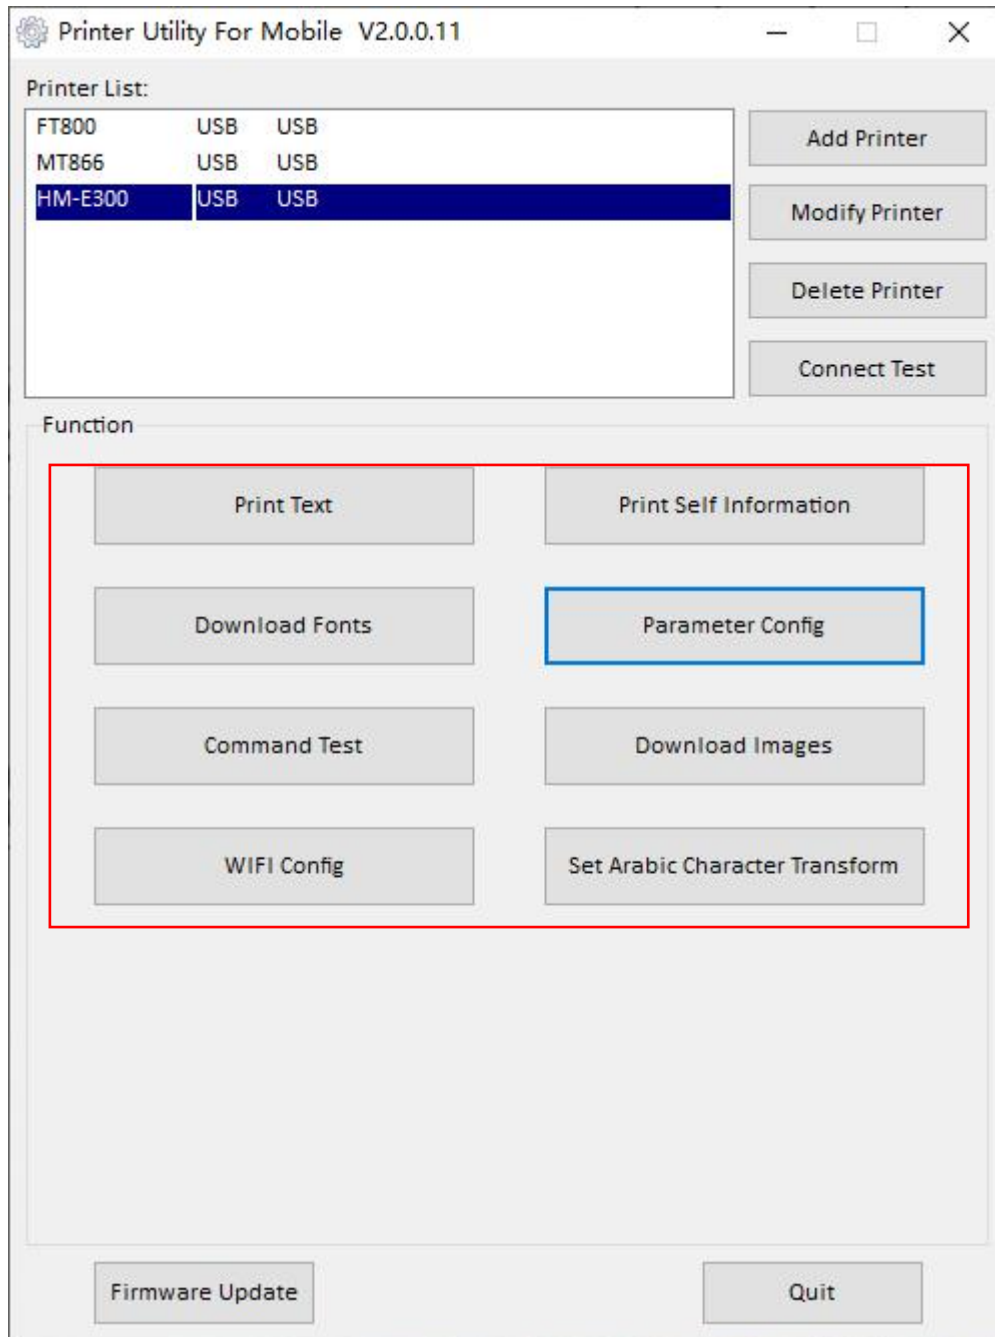 Printer Utility For Mobile V2.0.0.11
Printer List:
FT800 USB USB
MT866 USB USB
HM-E300 USB USB
Add Printer
Modify Printer
Delete Printer
Connect Test
Function
Print Text
Print Self Information
Download Fonts
Parameter Config
Command Test
Download Images
WIFI Config
Set Arabic Character Transform
Firmware Update
Quit